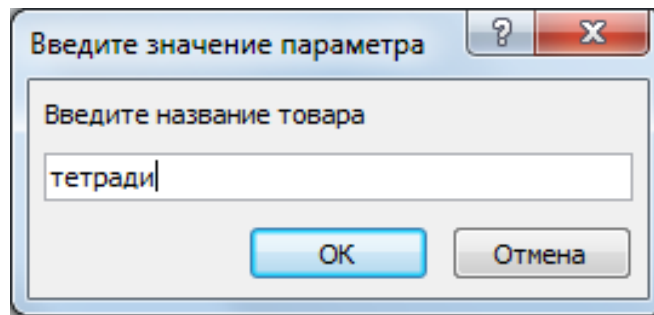 Введите значение параметра
Введите название товара
тетради
ОК
Отмена